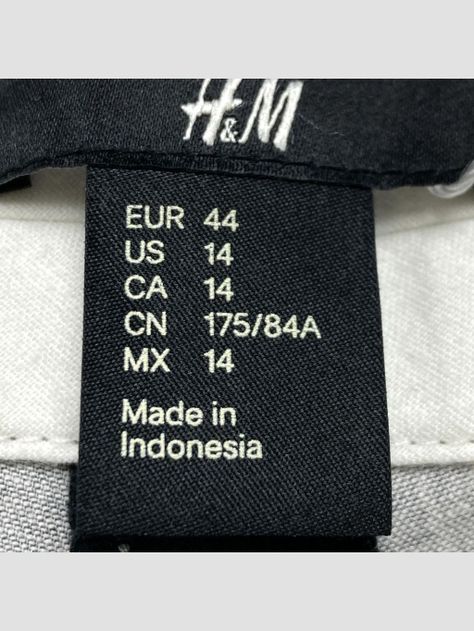 H&M
EUR 44
US 14
CA 14
CN 175/84A
MX 14
Made in
Indonesia